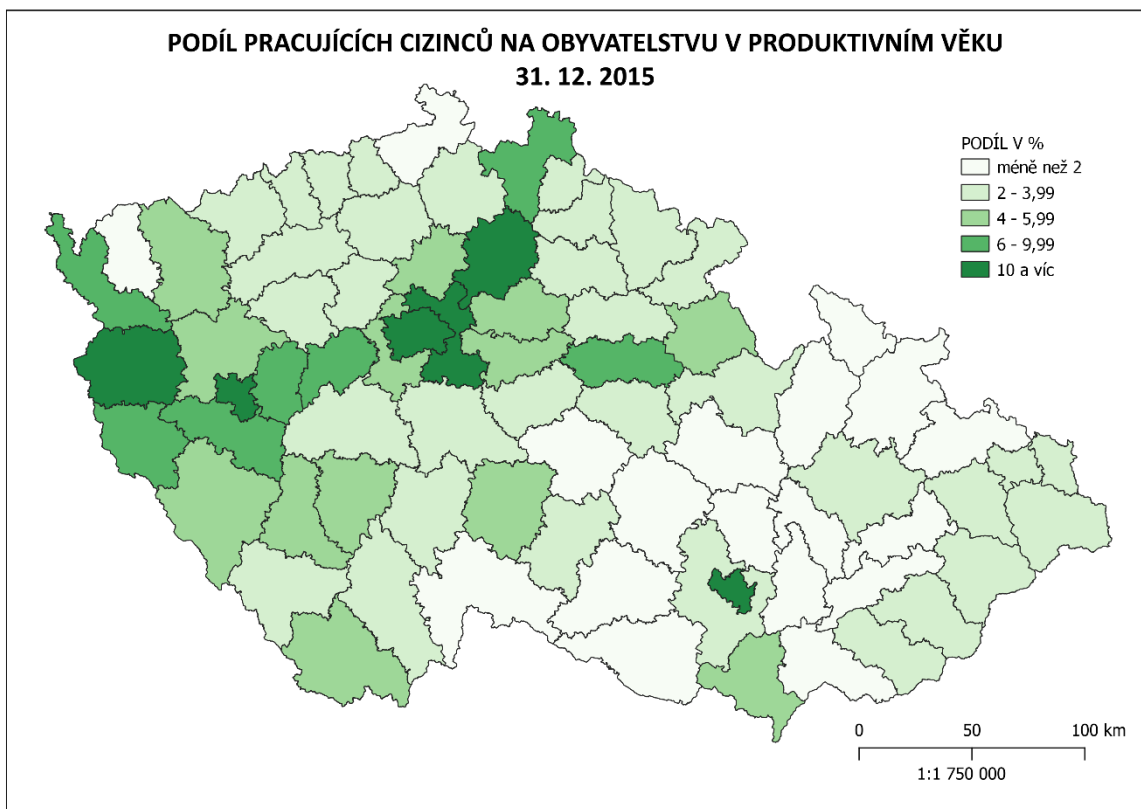 PODÍL PRACUJÍCÍCH CIZINCŮ NA OBYVATELSTVU V PRODUKTIVNÍM VĚKU
31. 12. 2015
PODÍL V %
méně než 2
2 - 3,99
4 - 5,99
6 - 9,99
10 a víc
0 50 100 km
1:1 750 000